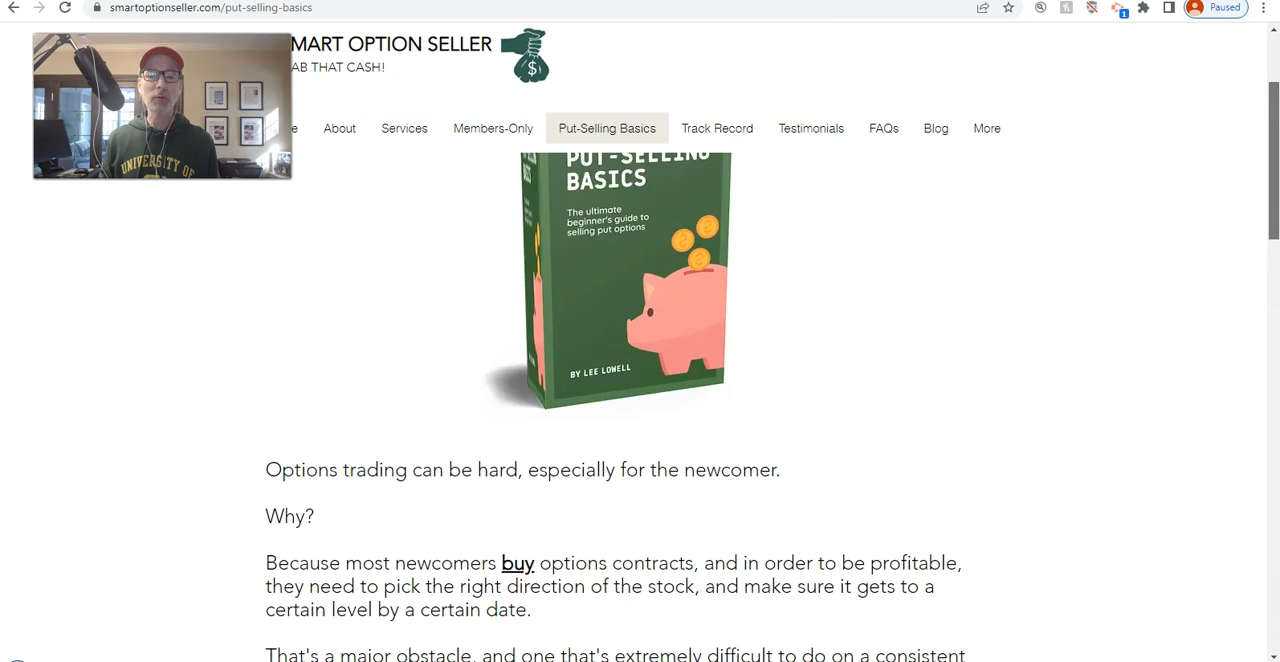 smartoptionseller.com/put-selling-basics
1
Paused
MART OPTION SELLER
AB THAT CASH!
$
e About Services Members-Only Put-Selling Basics Track Record Testimonials FAQs Blog More
UNIVERSITY OF
PUT-SELLING
BASICS
The ultimate
beginner's guide to
selling put options
BY LEE LOWELL
Options trading can be hard, especially for the newcomer.
Why?
Because most newcomers buy options contracts, and in order to be profitable,
they need to pick the right direction of the stock, and make sure it gets to a
certain level by a certain date.
That's a major obstacle, and one that's extremely difficult to do on a consistent